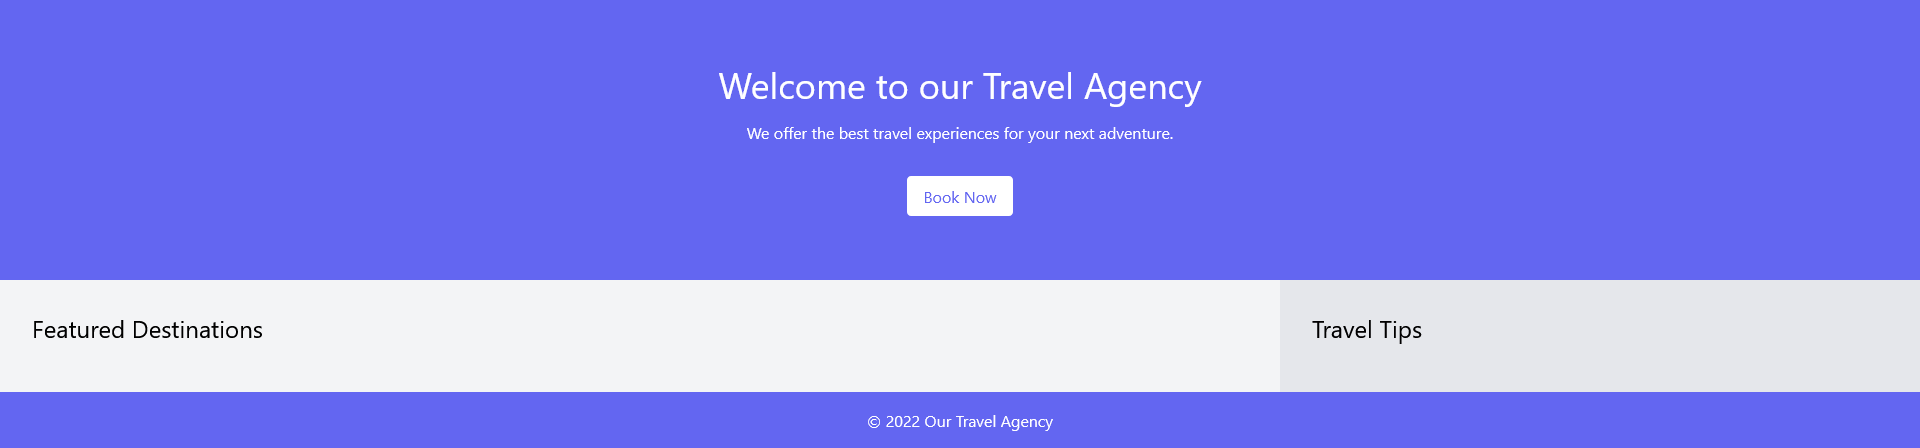 Welcome to our Travel Agency
We offer the best travel experiences for your next adventure.
Book Now
Featured Destinations
Travel Tips
© 2022 Our Travel Agency